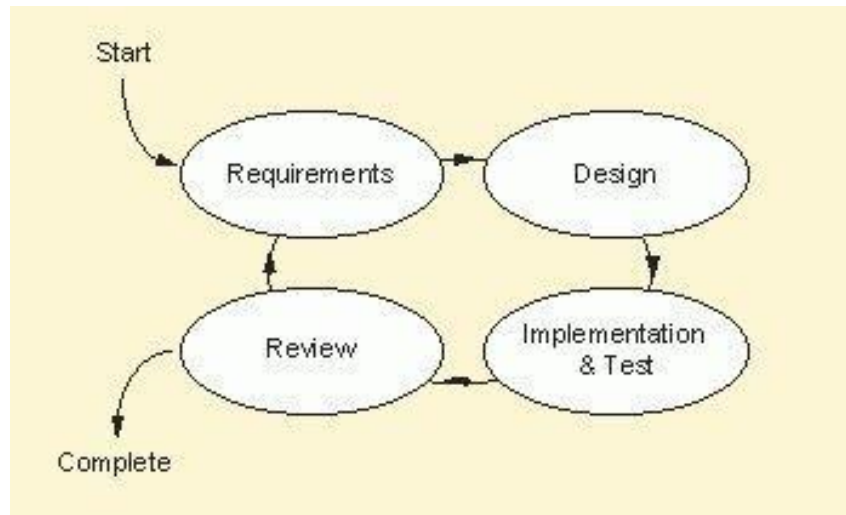 Start
Requirements
Design
Review
Implementation
& Test
Complete